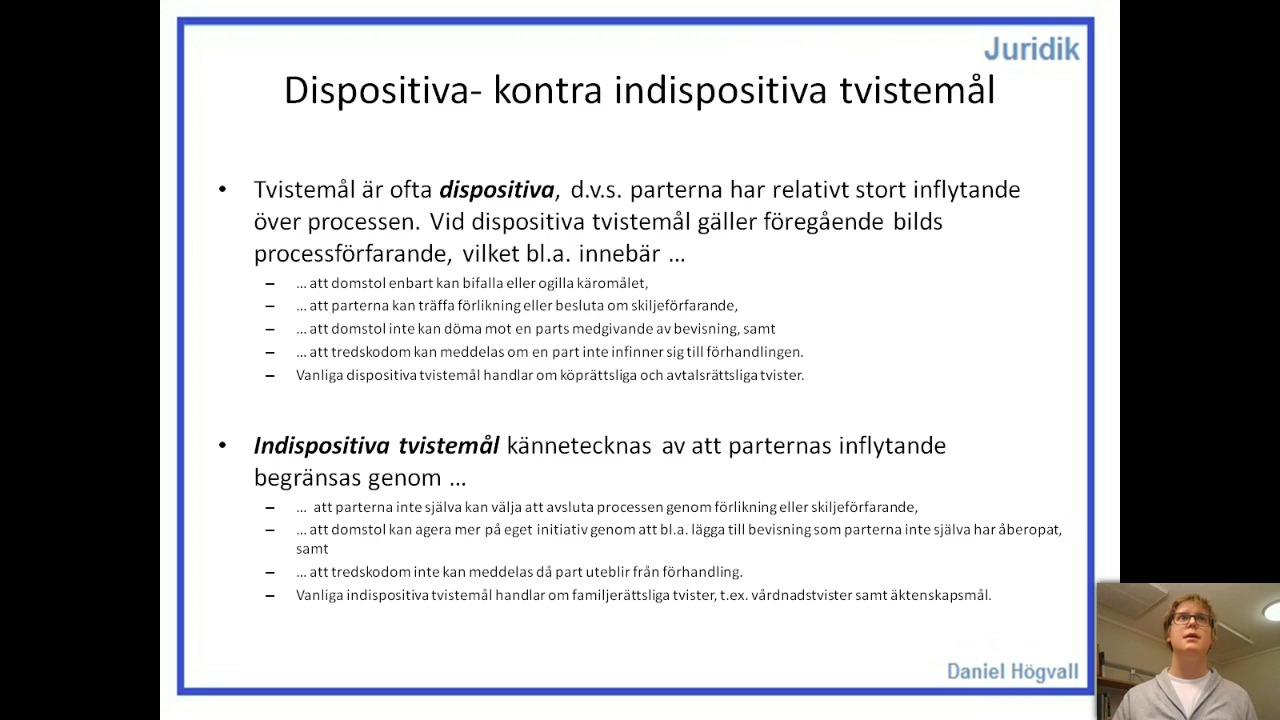 Juridik
Dispositiva- kontra indispositiva tvistemål
• Tvistemål är ofta dispositiva, d.v.s. parterna har relativt stort inflytande
över processen. Vid dispositiva tvistemål gäller föregående bilds
processförfarande, vilket bl.a. innebär ...
– ... att domstol enbart kan bifalla eller ogilla käromålet,
– ... att parterna kan träffa förlikning eller besluta om skiljeförfarande,
– ... att domstol inte kan döma mot en parts medgivande av bevisning, samt
– ... att tredskodom kan meddelas om en part inte infinner sig till förhandlingen.
– Vanliga dispositiva tvistemål handlar om köprättsliga och avtalsrättsliga tvister.
• Indispositiva tvistemål kännetecknas av att parternas inflytande
begränsas genom ...
– ... att parterna inte själva kan välja att avsluta processen genom förlikning eller skiljeförfarande,
– ... att domstol kan agera mer på eget initiativ genom att bl.a. lägga till bevisning som parterna inte själva har åberopat,
samt
– ... att tredskodom inte kan meddelas då part uteblir från förhandling.
– Vanliga indispositiva tvistemål handlar om familjerättsliga tvister, t.ex. vårdnadstvister samt äktenskapsmål.
Daniel Högvall